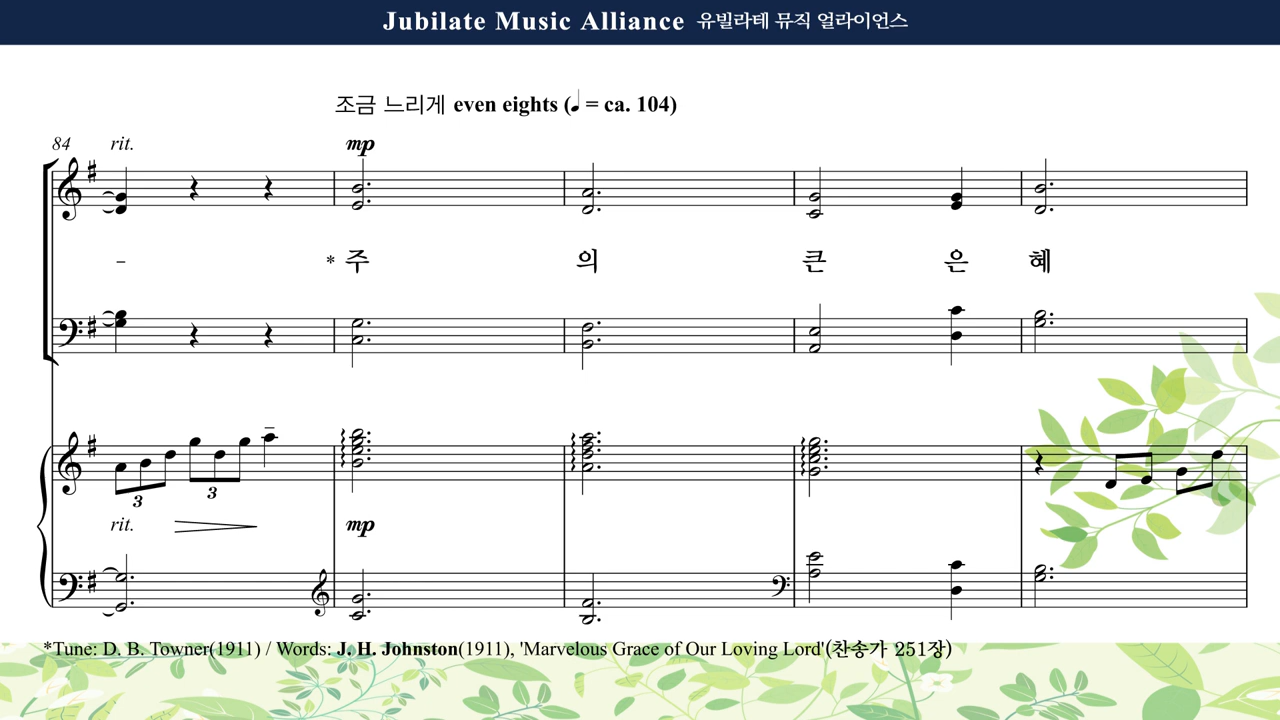 Jubilate Music Alliance 유빌라테 뮤직 얼라이언스
조금 느리게 even eights (♩ = ca. 104)
84 rit. mp
- * 주 의 큰 은 혜
3 3
rit. mp
*Tune: D. B. Towner(1911) / Words: J. H. Johnston(1911), 'Marvelous Grace of Our Loving Lord'(찬송가 251장)